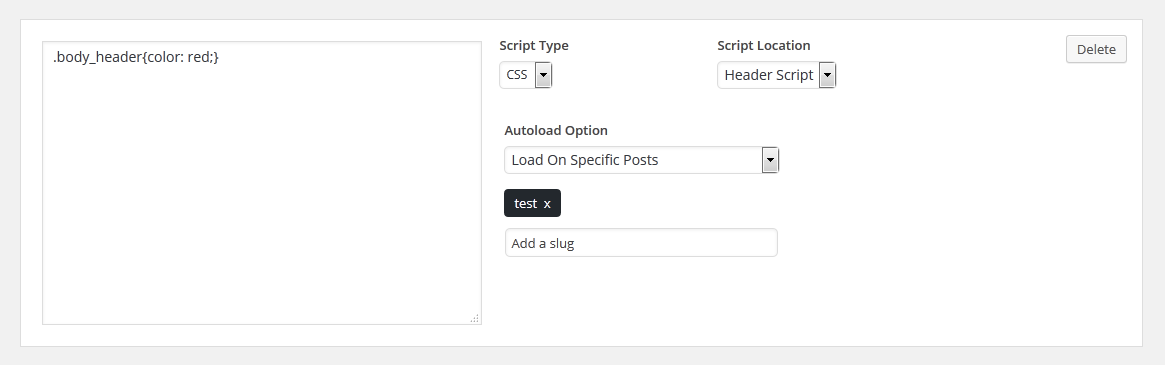 .body_header{color: red;}
Script Type
CSS
Script Location
Header Script
Delete
Autoload Option
Load On Specific Posts
test x
Add a slug